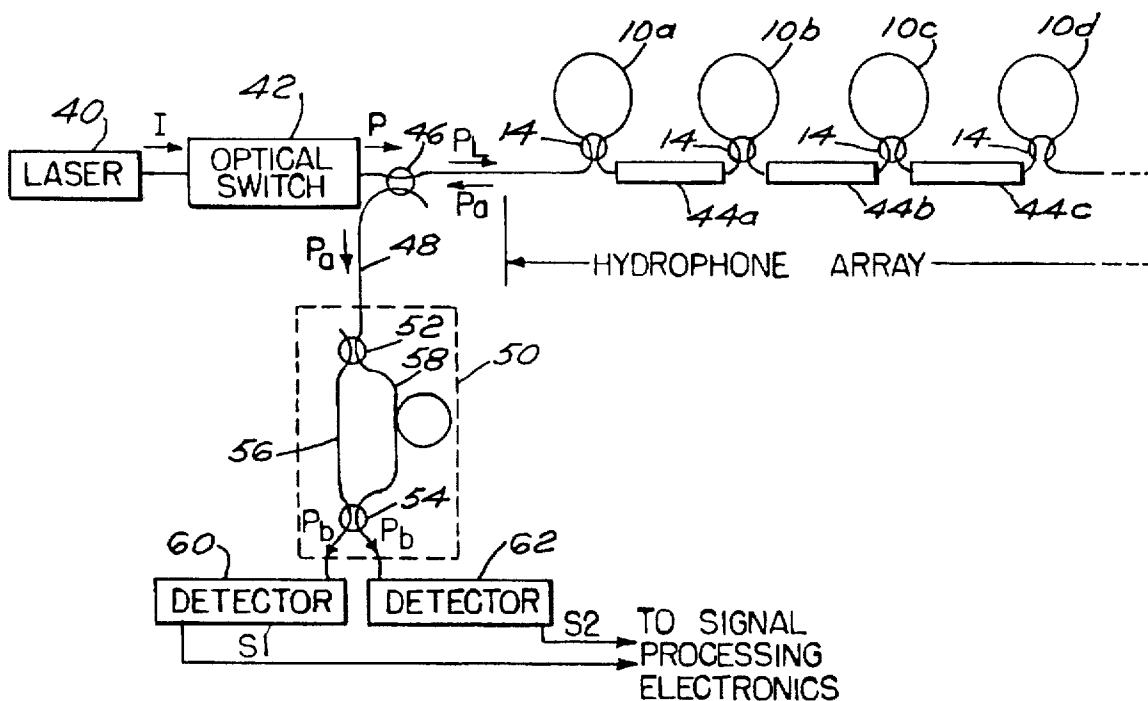 10a 10b 10c 10d
42
40 I P 46 PL 14 14 14 14
LASER OPTICAL SWITCH
Pa
44a 44b 44c
Pa 48
HYDROPHONE ARRAY
52
58 50
56
54
Pb Pb
60 62
DETECTOR DETECTOR
S1 S2
TO SIGNAL
PROCESSING
ELECTRONICS